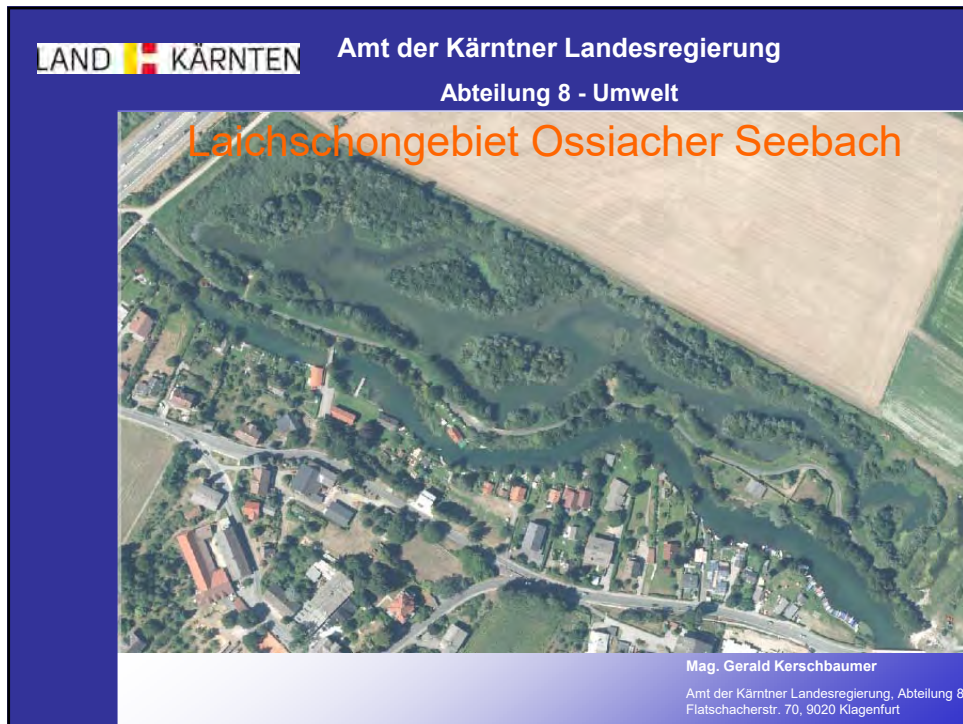 LAND KÄRNTEN
Amt der Kärntner Landesregierung
Abteilung 8 - Umwelt
Laichschongebiet Ossiacher Seebach
Mag. Gerald Kerschbaumer
Amt der Kärntner Landesregierung, Abteilung 8
Flatschacherstr. 70, 9020 Klagenfurt